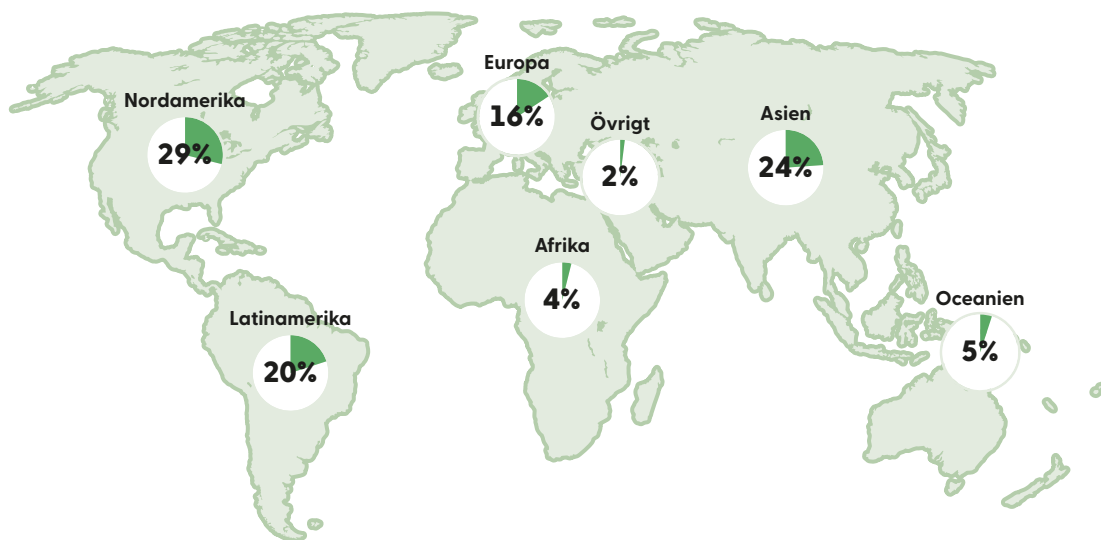 Europa
16%
Nordamerika
29%
Övrigt
2%
Asien
24%
Afrika
4%
Oceanien
5%
Latinamerika
20%